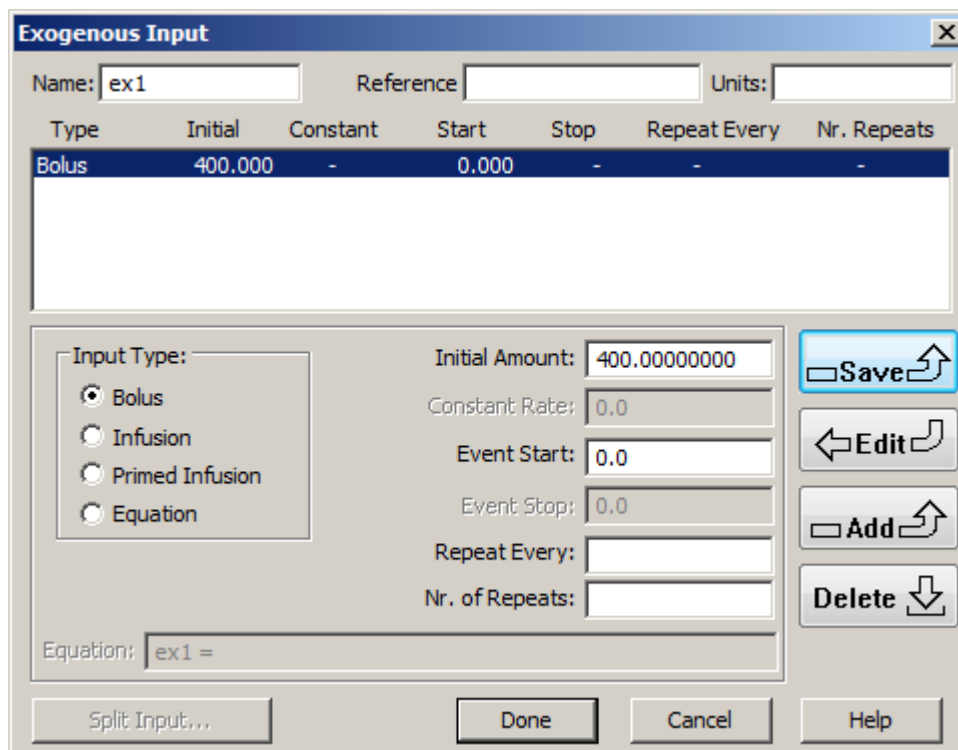 Exogenous Input
Name: ex1 Reference Units:
Type Initial Constant Start Stop Repeat Every Nr. Repeats
Bolus 400.000 - 0.000 - - -
Input Type:
Bolus
Infusion
Primed Infusion
Equation
Initial Amount: 400.00000000
Constant Rate: 0.0
Event Start: 0.0
Event Stop: 0.0
Repeat Every:
Nr. of Repeats:
Equation: ex1 =
Save
Edit
Add
Delete
Split Input... Done Cancel Help